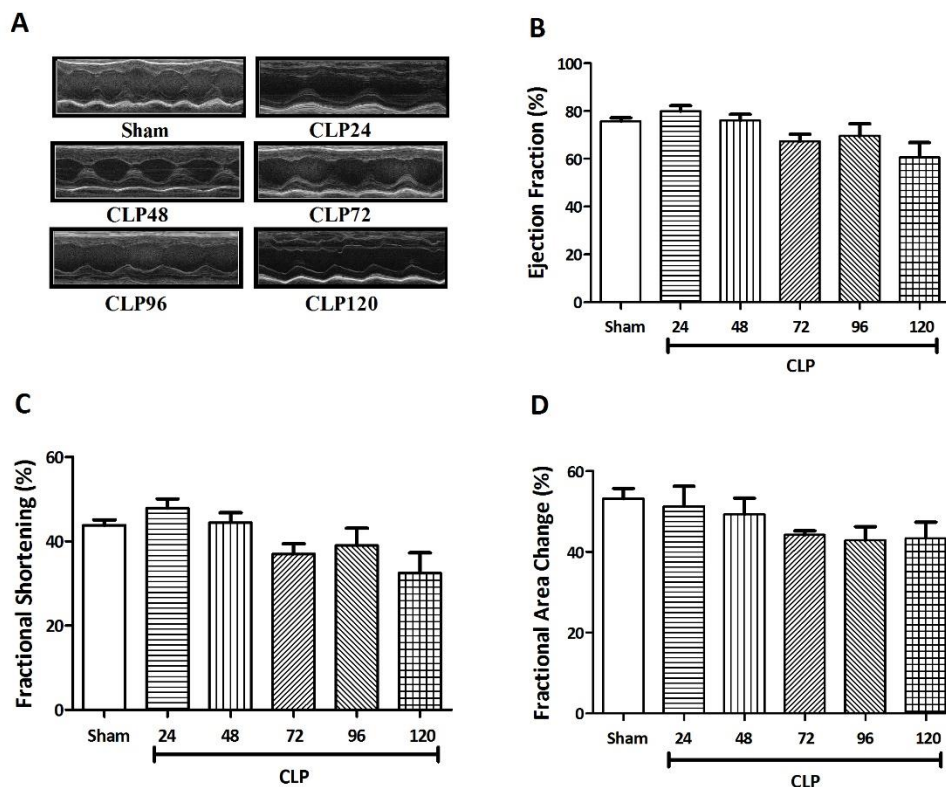 A
Sham
CLP24
CLP48
CLP72
CLP96
CLP120
B
Ejection Fraction (%)
100
80
60
40
20
0
Sham 24 48 72 96 120
CLP
C
Fractional Shortening (%)
60
40
20
0
Sham 24 48 72 96 120
CLP
D
Fractional Area Change (%)
60
40
20
0
Sham 24 48 72 96 120
CLP